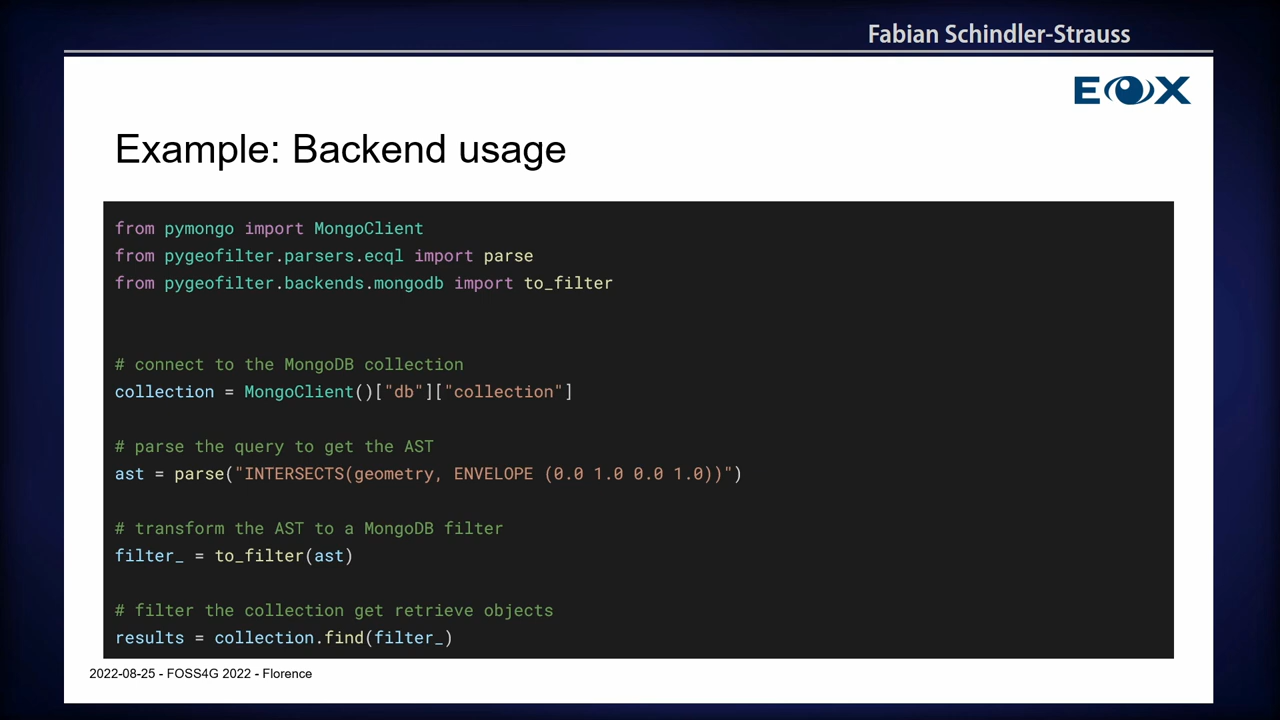 Fabian Schindler-Strauss
EOX
Example: Backend usage
from pymongo import MongoClient
from pygeofilter.parsers.ecql import parse
from pygeofilter.backends.mongodb import to_filter
# connect to the MongoDB collection
collection = MongoClient()["db"]["collection"]
# parse the query to get the AST
ast = parse("INTERSECTS(geometry, ENVELOPE (0.0 1.0 0.0 1.0))")
# transform the AST to a MongoDB filter
filter_ = to_filter(ast)
# filter the collection get retrieve objects
results = collection.find(filter_)
2022-08-25 - FOSS4G 2022 - Florence